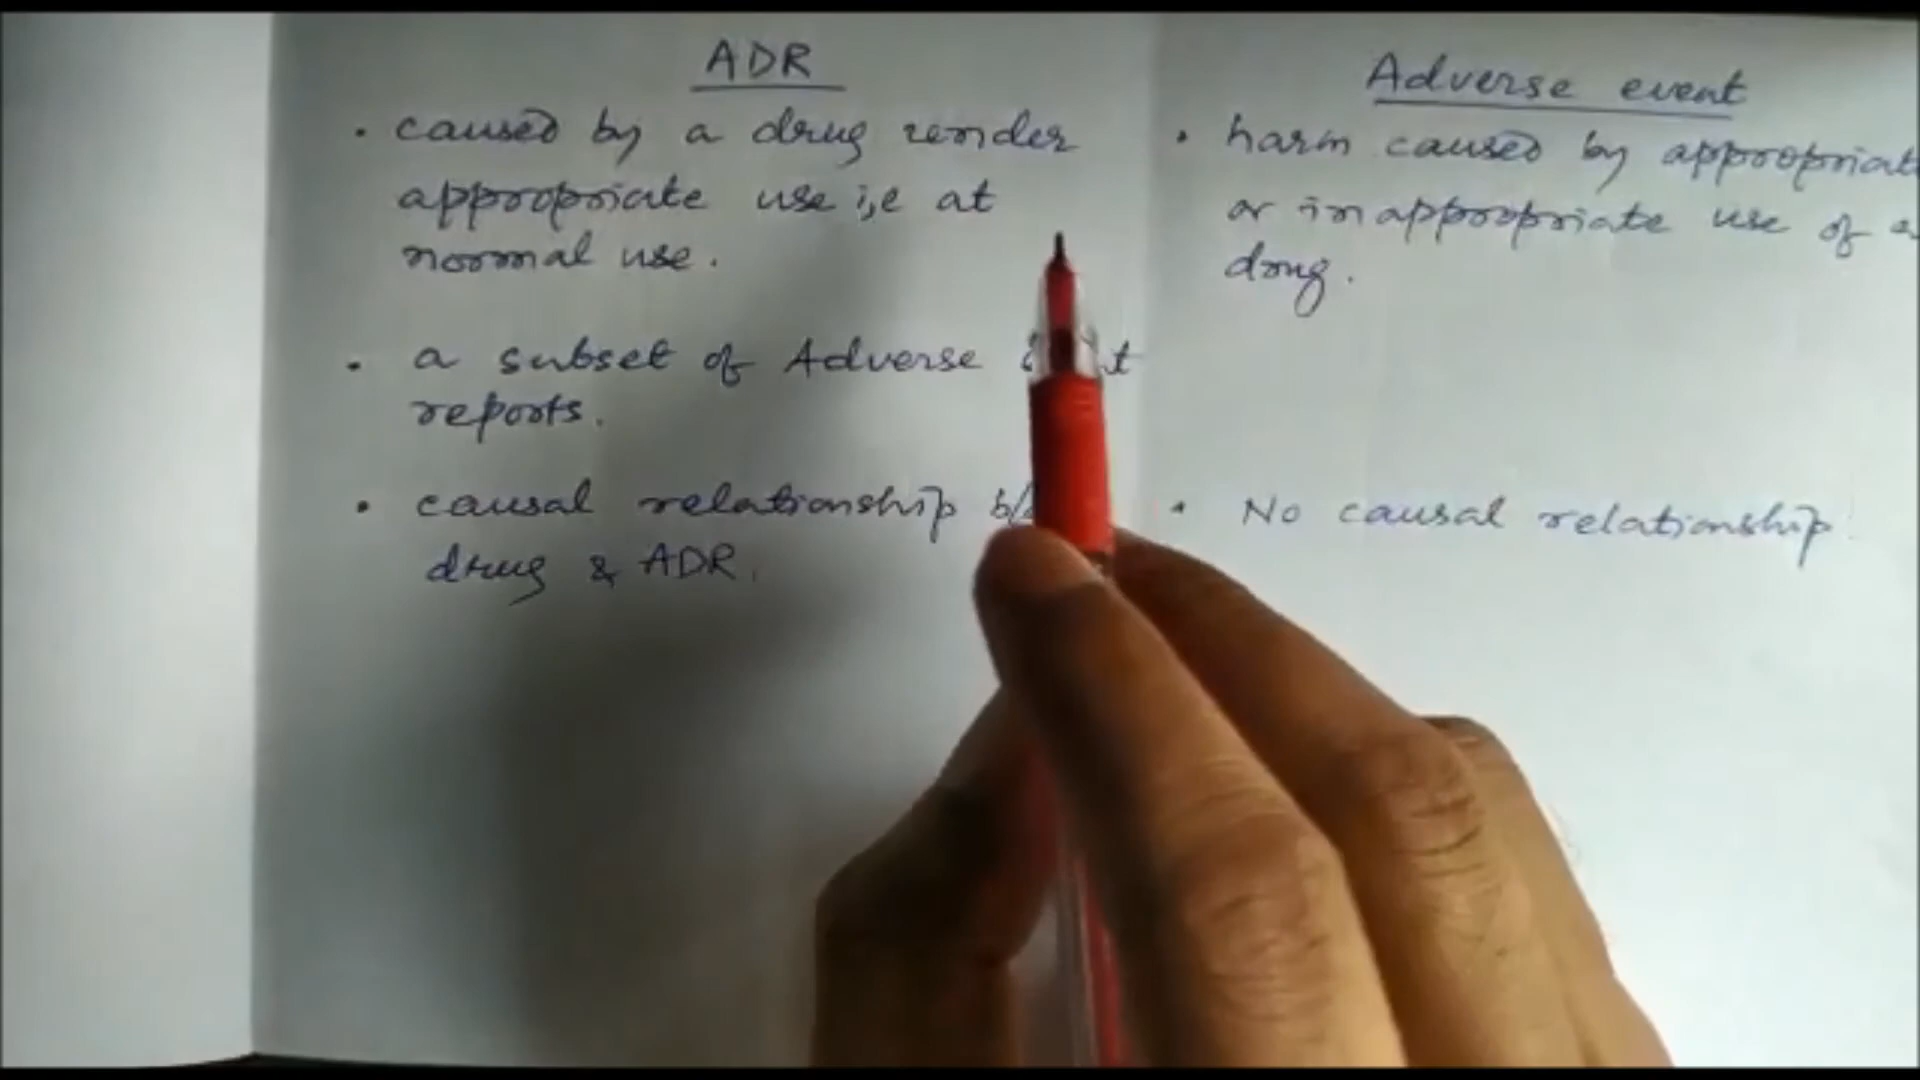 ADR
• caused by a drug render
appropriate use i,e at
normal use.
• a subset of Adverse
reports.
• causal relationship
drug & ADR.
Adverse event
• harm caused by appropriat
or inappropriate use of a
drug.
• No causal relationship